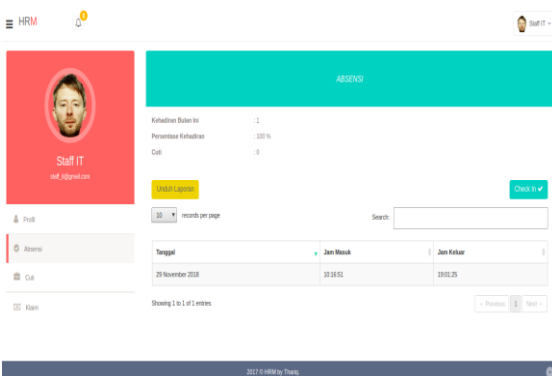 HRM
Staff IT
ABSENSI
Staff IT
staff_it@gmail.com
Kehadiran Bulan Ini : 1
Persentase Kehadiran : 100 %
Cuti : 0
Unduh Laporan
Check In
10 records per page
Search:
Profil
Absensi
Cuti
Klaim
Tanggal Jam Masuk Jam Keluar
29 November 2018 10:16:51 19:01:25
Showing 1 to 1 of 1 entries
← Previous 1 Next →
2017 © HRM by Thariq.